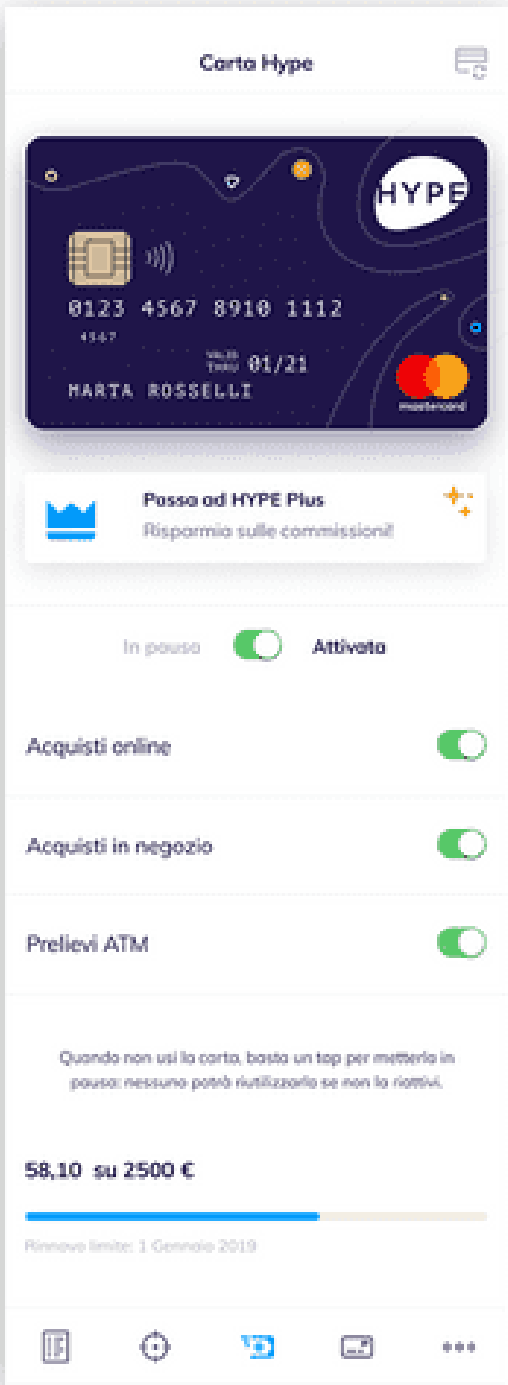 Carta Hype
HYPE
0123 4567 8910 1112
4567
VALID
THRU 01/21
MARTA ROSSELLI
mastercard
Passa ad HYPE Plus
Risparmia sulle commissioni!
In pausa Attivata
Acquisti online
Acquisti in negozio
Prelievi ATM
Quando non usi la carta, basta un tap per metterla in
pausa: nessuno potrà riutilizzarla se non la riattivi.
58,10 su 2500 €
Rinnovo limite: 1 Gennaio 2019